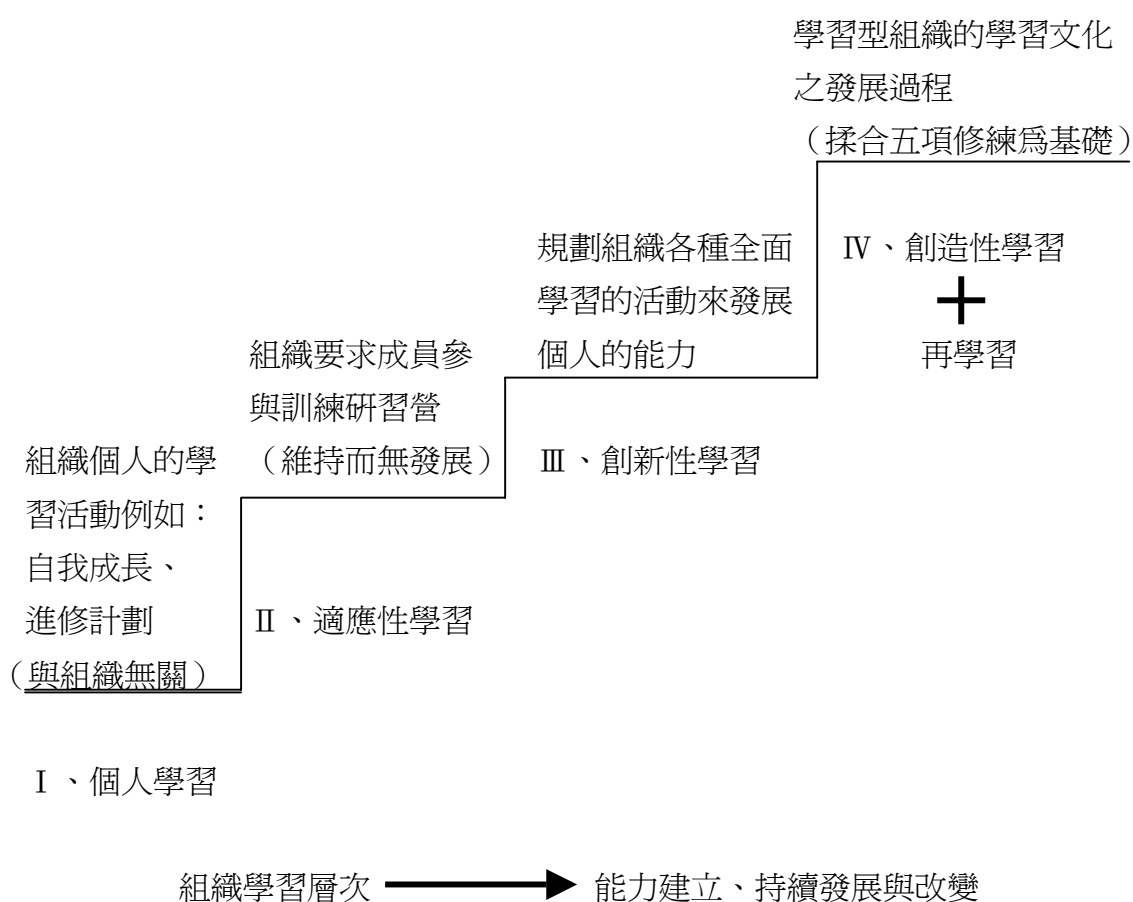 學習型組織的學習文化
之發展過程
（揉合五項修練爲基礎）
規劃組織各種全面
學習的活動來發展
個人的能力
Ⅳ、創造性學習
＋
再學習
組織要求成員參
與訓練研習營
（維持而無發展）
Ⅲ、創新性學習
組織個人的學
習活動例如：
自我成長、
進修計劃
（與組織無關）
Ⅱ、適應性學習
Ⅰ、個人學習
組織學習層次
能力建立、持續發展與改變